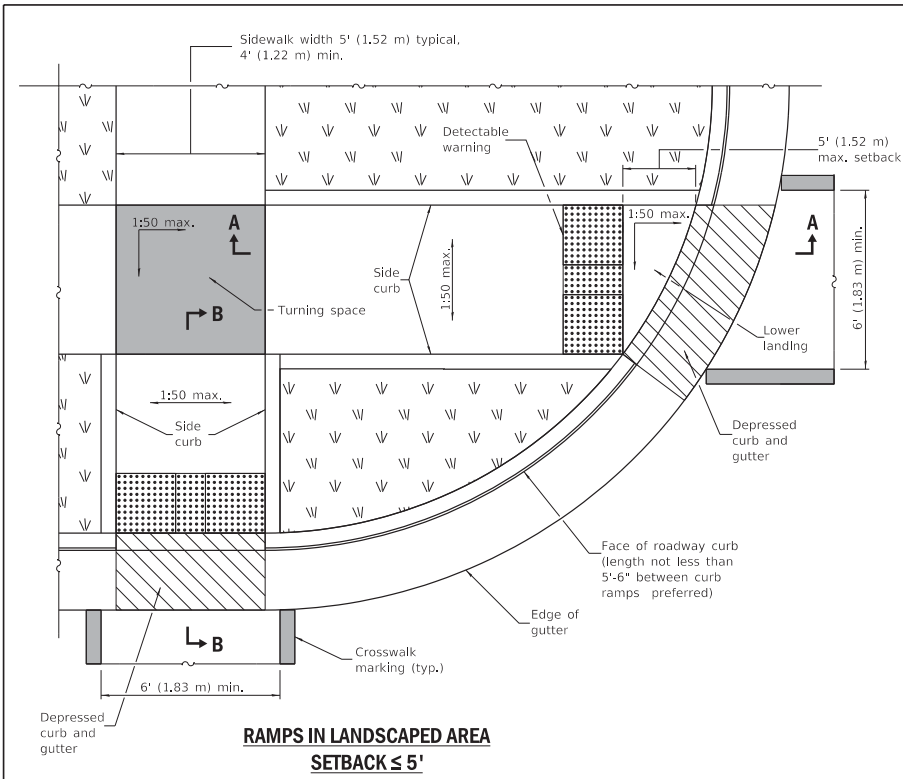 Sidewalk width 5' (1.52 m) typical,
4' (1.22 m) min.
Detectable
warning
5' (1.52 m)
max. setback
1:50 max.
A
1:50 max.
A
Side
curb
1:50 max.
6' (1.83 m) min.
B
Turning space
Lower
landing
1:50 max.
Side
curb
Depressed
curb and
gutter
Face of roadway curb
(length not less than
5'-6" between curb
ramps preferred)
Edge of
gutter
B
Crosswalk
marking (typ.)
6' (1.83 m) min.
Depressed
curb and
gutter
RAMPS IN LANDSCAPED AREA
SETBACK ≤ 5'